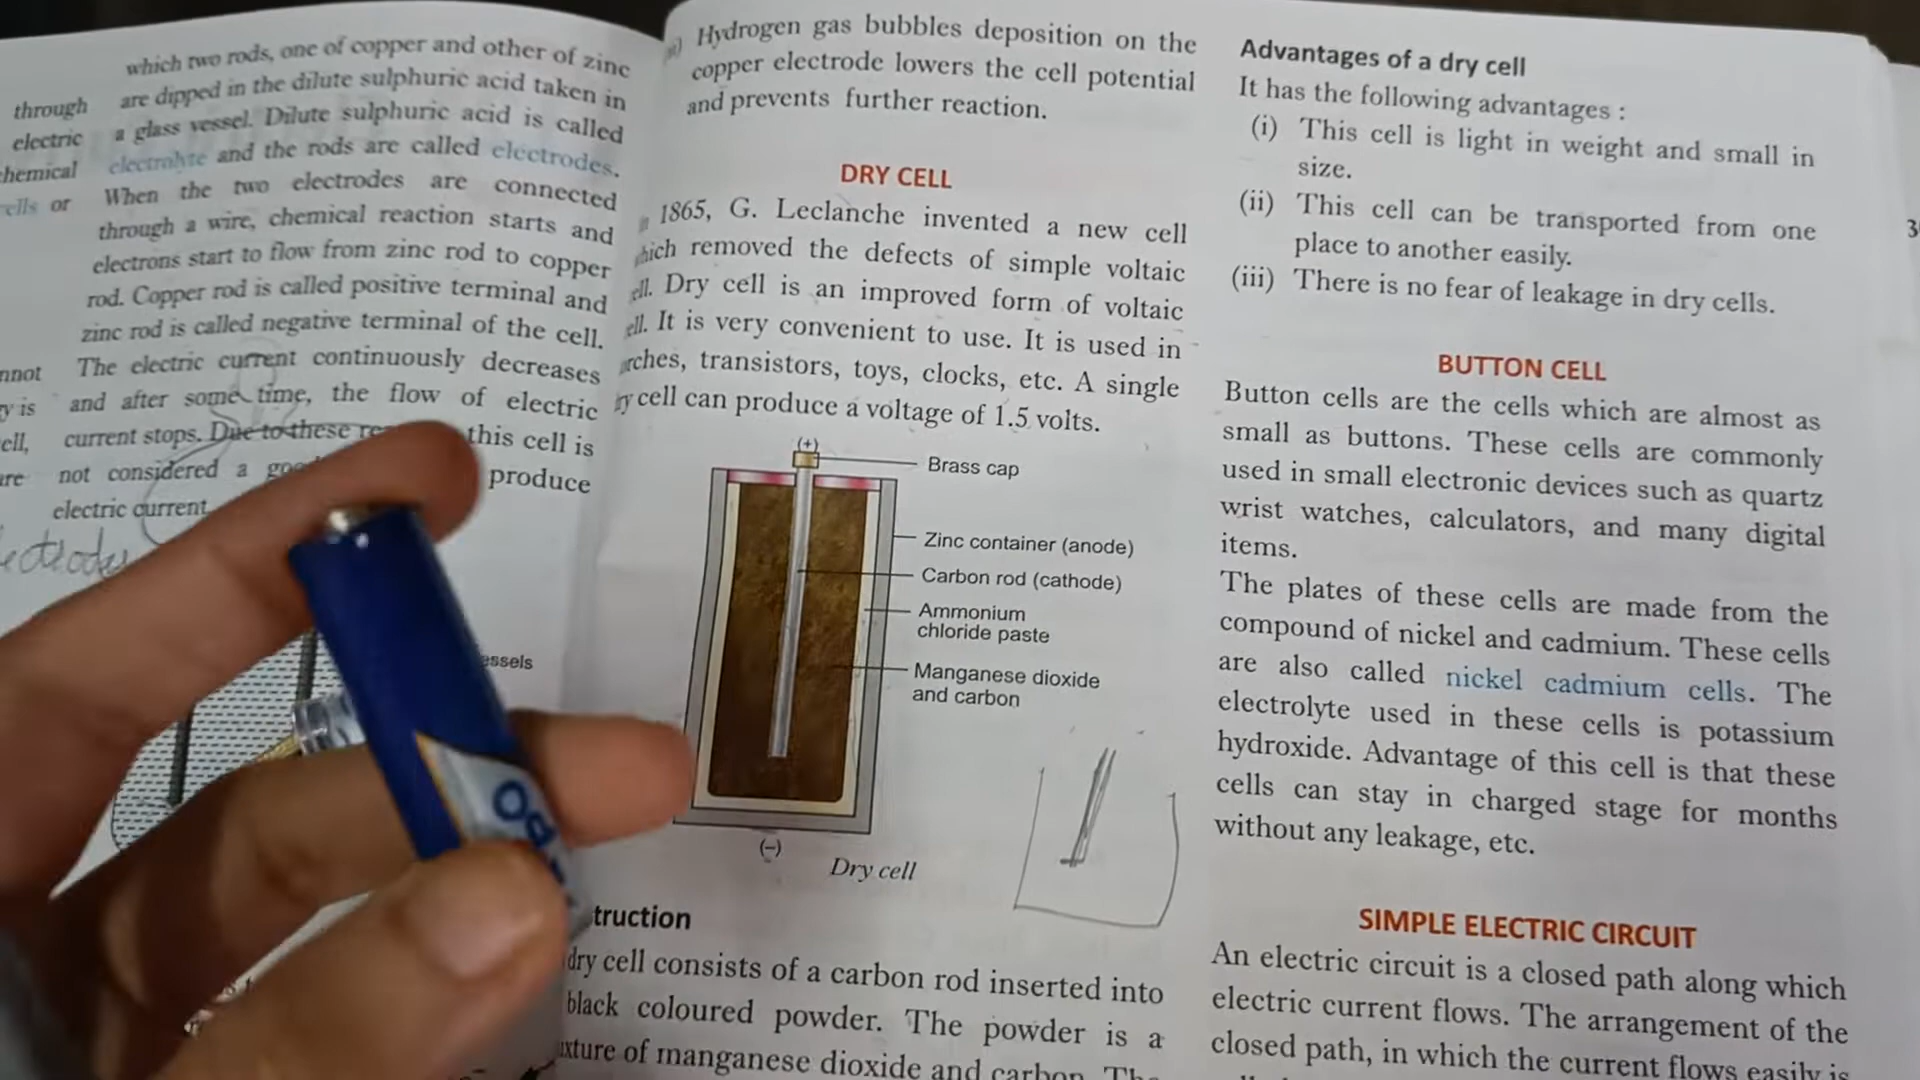 which two rods, one of copper and other of zinc
through
are dipped in the dilute sulphuric acid taken in
electric
a glass vessel. Dilute sulphuric acid is called
electrolyte and the rods are called electrodes.
When the two electrodes are connected
or
through a wire, chemical reaction starts and
electrons start to flow from zinc rod to copper
rod. Copper rod is called positive terminal and
zinc rod is called negative terminal of the cell.
The electric current continuously decreases
and after some time, the flow of electric
is
current stops. Due to these this cell is
not considered a produce
electric current
Hydrogen gas bubbles deposition on the
copper electrode lowers the cell potential
and prevents further reaction.
DRY CELL
1865, G. Leclanche invented a new cell
which removed the defects of simple voltaic
Dry cell is an improved form of voltaic
It is very convenient to use. It is used in
transistors, toys, clocks, etc. A single
cell can produce a voltage of 1.5 volts.
(+)
Brass cap
Zinc container (anode)
Carbon rod (cathode)
Ammonium
chloride paste
Manganese dioxide
and carbon
(–)
Dry cell
truction
dry cell consists of a carbon rod inserted into
black coloured powder. The powder is a
of manganese dioxide and carbon. The
Advantages of a dry cell
It has the following advantages :
(i) This cell is light in weight and small in
size.
(ii) This cell can be transported from one
place to another easily.
(iii) There is no fear of leakage in dry cells.
BUTTON CELL
Button cells are the cells which are almost as
small as buttons. These cells are commonly
used in small electronic devices such as quartz
wrist watches, calculators, and many digital
items.
The plates of these cells are made from the
compound of nickel and cadmium. These cells
are also called nickel cadmium cells. The
electrolyte used in these cells is potassium
hydroxide. Advantage of this cell is that these
cells can stay in charged stage for months
without any leakage, etc.
SIMPLE ELECTRIC CIRCUIT
An electric circuit is a closed path along which
electric current flows. The arrangement of the
closed path, in which the current flows easily is